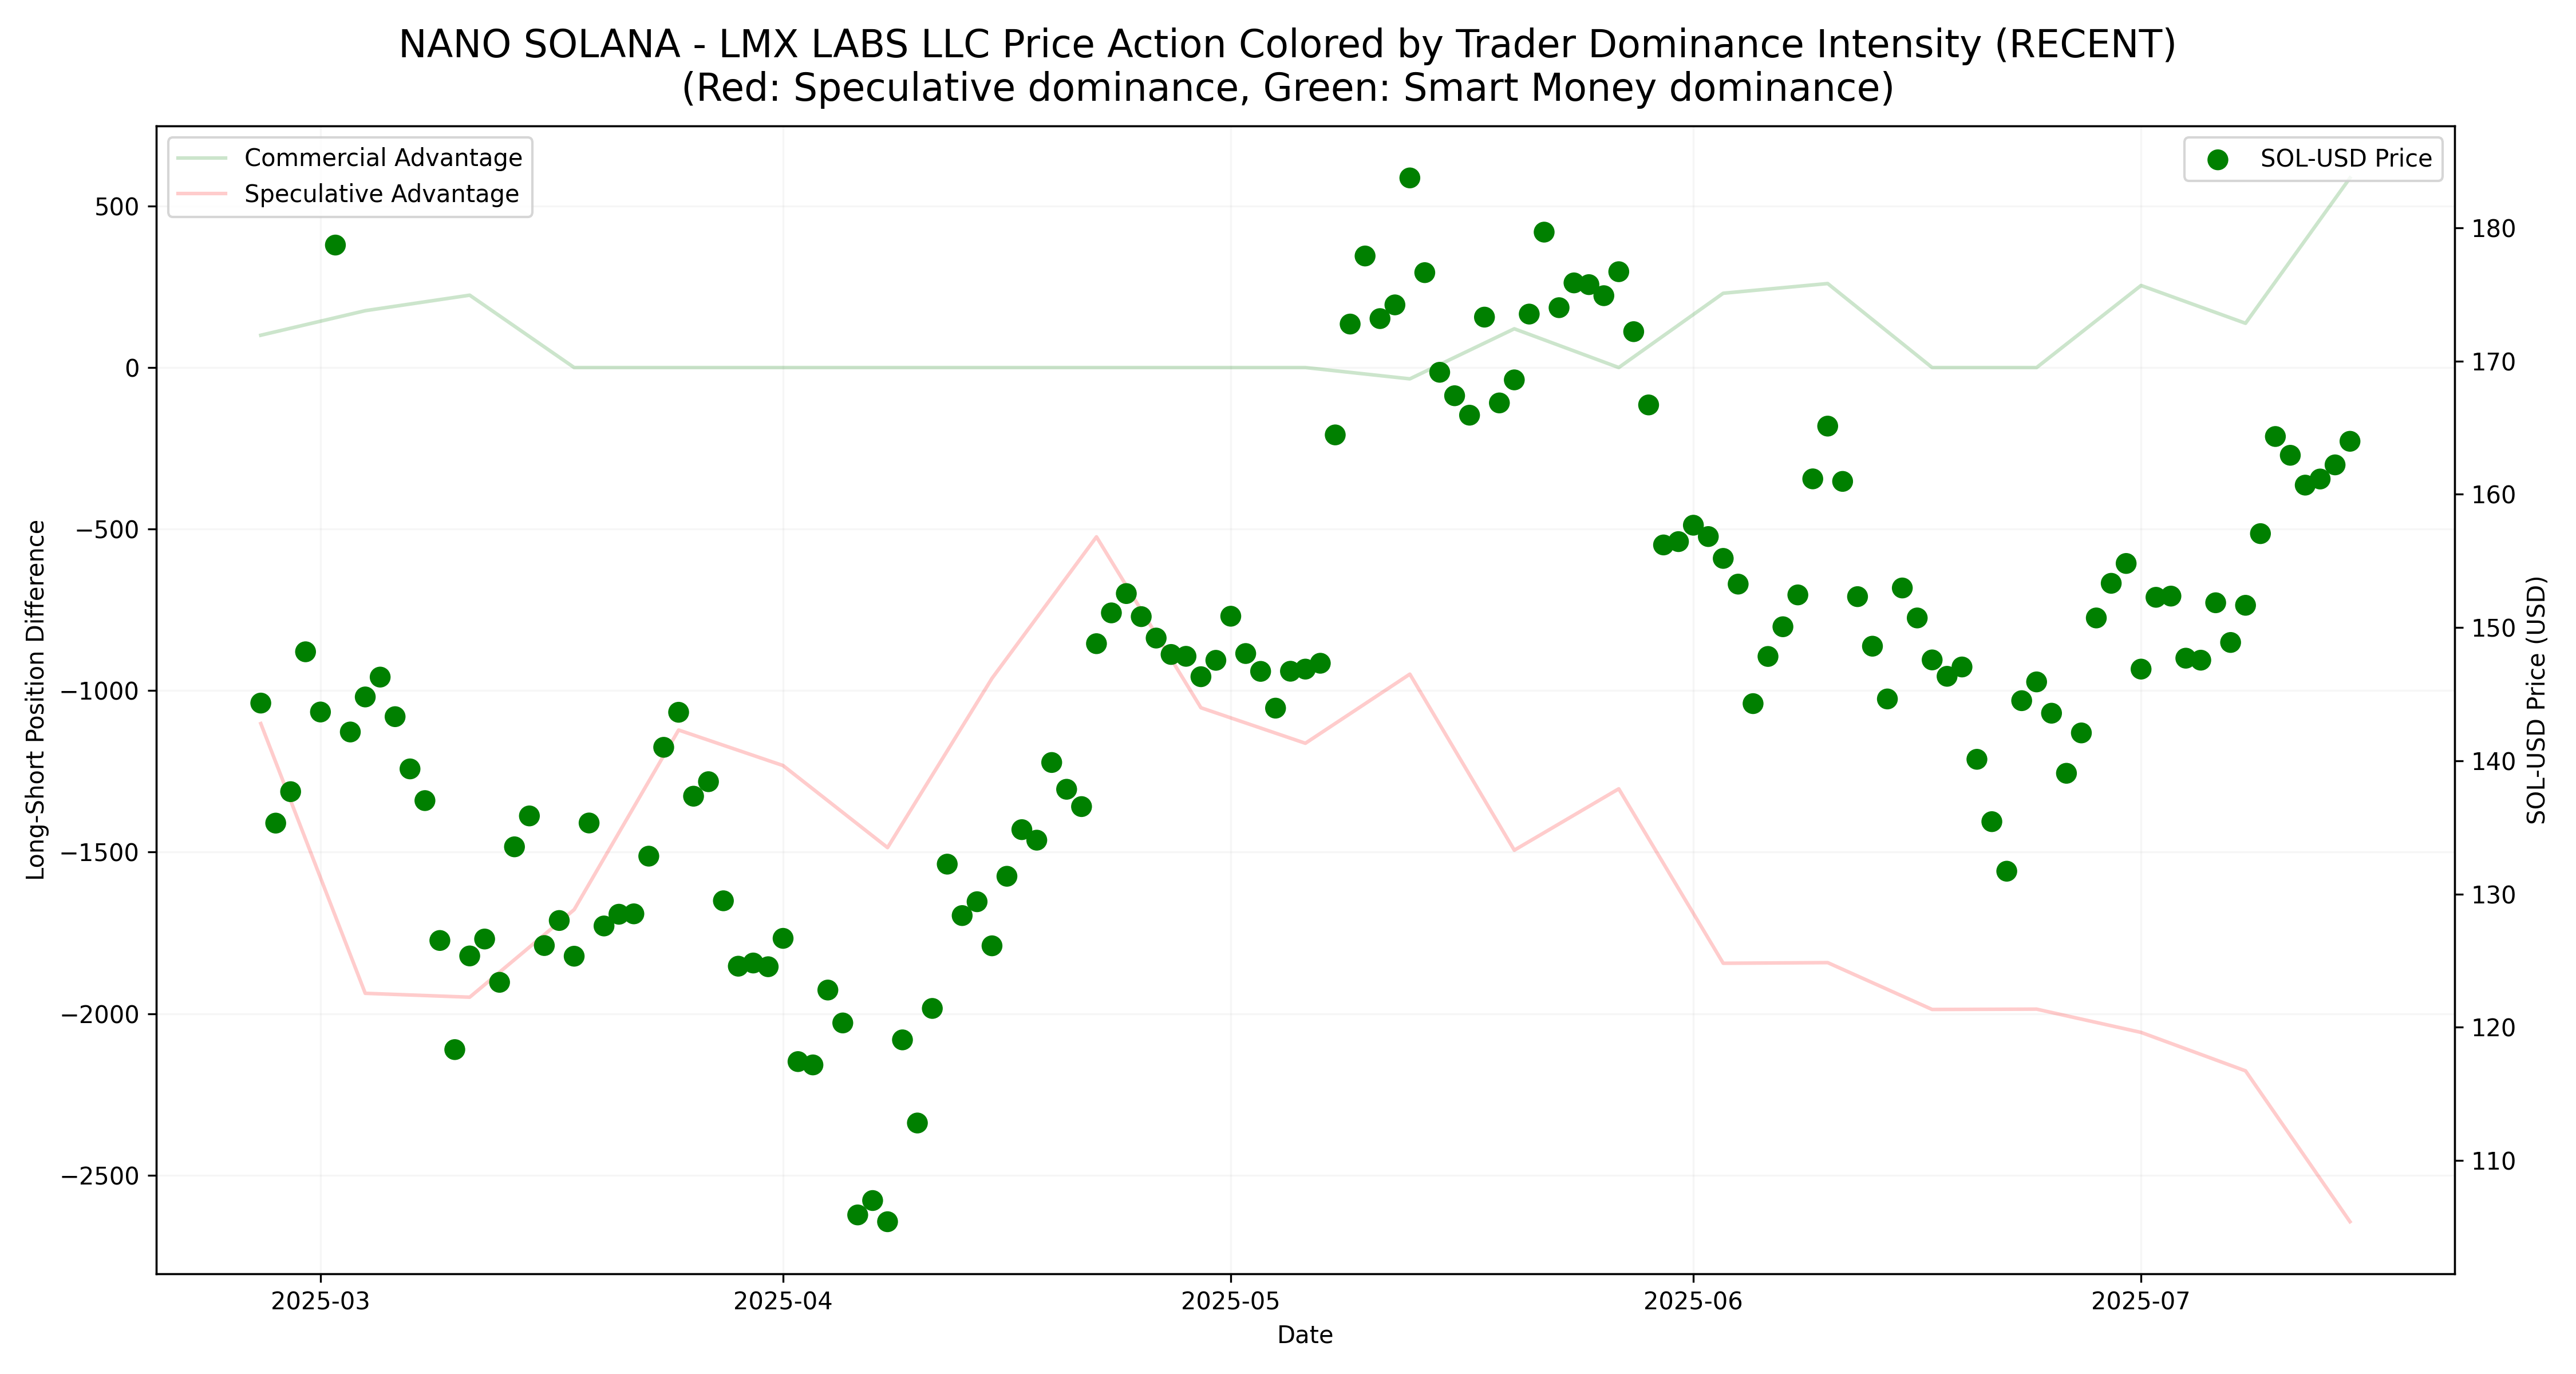 NANO SOLANA - LMX LABS LLC Price Action Colored by Trader Dominance Intensity (RECENT)
(Red: Speculative dominance, Green: Smart Money dominance)
Commercial Advantage
Speculative Advantage
SOL-USD Price
Long-Short Position Difference
500
0
−500
−1000
−1500
−2000
−2500
180
170
160
150
140
130
120
110
SOL-USD Price (USD)
2025-03
2025-04
2025-05
2025-06
2025-07
Date